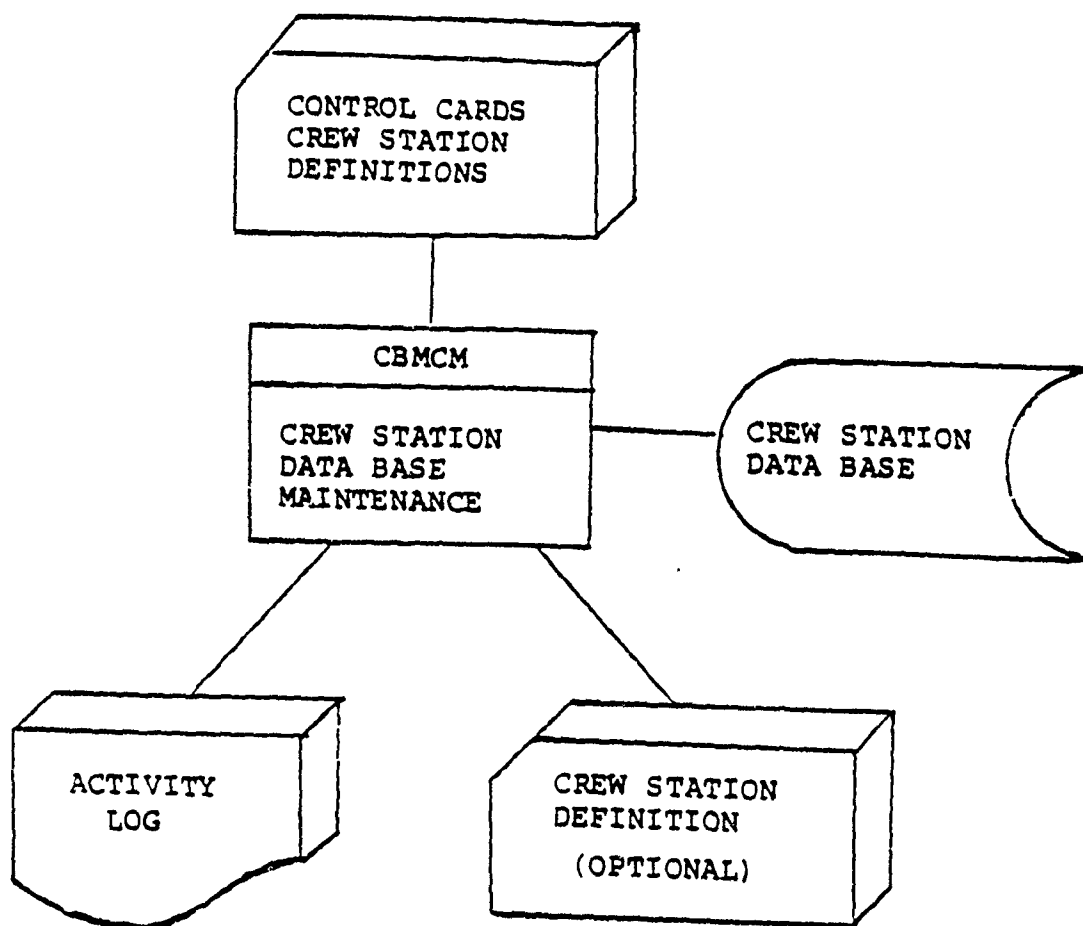 CONTROL CARDS
CREW STATION
DEFINITIONS
CBMCM
CREW STATION
DATA BASE
MAINTENANCE
CREW STATION
DATA BASE
ACTIVITY
LOG
CREW STATION
DEFINITION
(OPTIONAL)